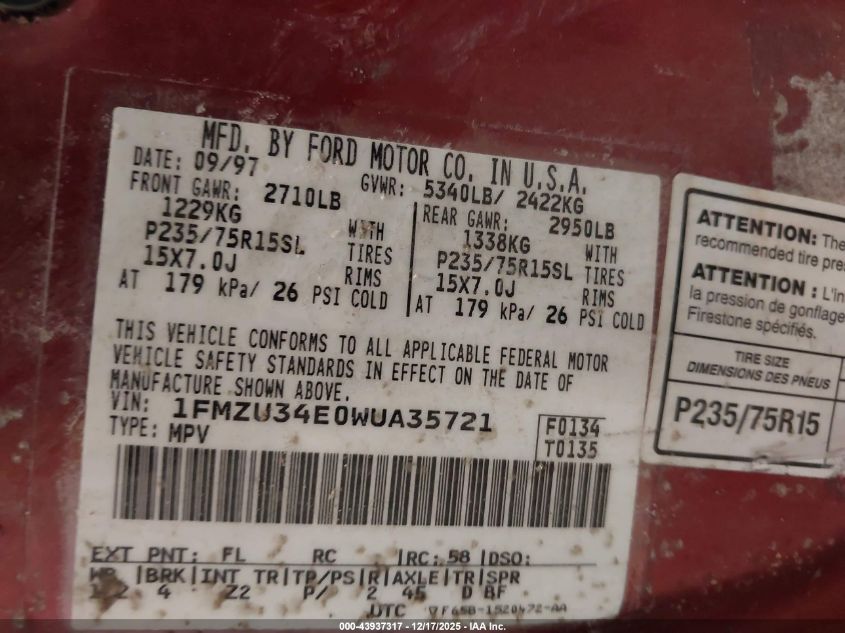 MFD. BY FORD MOTOR CO. IN U.S.A.
DATE: 09/97 GVWR: 5340LB/ 2422KG
FRONT GAWR: 2710LB
1229KG WITH
P235/75R15SL TIRES
15X7.0J RIMS
AT 179 kPa/ 26 PSI COLD
REAR GAWR: 2950LB
1338KG WITH
P235/75R15SL TIRES
15X7.0J RIMS
AT 179 kPa/ 26 PSI COLD
THIS VEHICLE CONFORMS TO ALL APPLICABLE FEDERAL MOTOR
VEHICLE SAFETY STANDARDS IN EFFECT ON THE DATE OF
MANUFACTURE SHOWN ABOVE.
VIN: 1FMZU34E0WUA35721
TYPE: MPV
F0134
T0135
EXT PNT: FL RC RC: 58 DSO:
WB BRK INT TR TP/PS R AXLE TR SPR
4 Z2 P/ 2 45 D BF
UTC F65B-1520472-AA
ATTENTION: The
recommended tire pre
ATTENTION : L'in
la pression de gonflage
Firestone spécifiés.
TIRE SIZE
DIMENSIONS DES PNEUS
P235/75R15
000-43937317 - 12/17/2025 - IAA Inc.